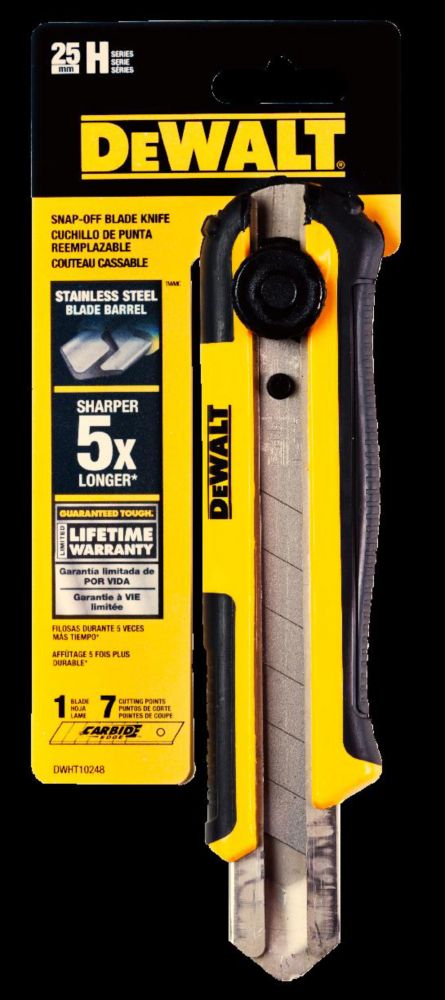 25 mm H SERIES SERIE SÉRIES
DEWALT®
SNAP-OFF BLADE KNIFE
CUCHILLO DE PUNTA
REEMPLAZABLE
COUTEAU CASSABLE
STAINLESS STEEL
BLADE BARREL
SHARPER
5x
LONGER*
GUARANTEED TOUGH.
LIMITED
LIFETIME
WARRANTY
Garantía limitada de
POR VIDA
Garantie à VIE
limitée
FILOSAS DURANTE 5 VECES
MÁS TIEMPO*
AFFÛTAGE 5 FOIS PLUS
DURABLE*
1 BLADE HOJA LAME 7 CUTTING POINTS PUNTOS DE CORTE POINTES DE COUPE
CARBIDE
EDGE
DWHT10248
DEWALT